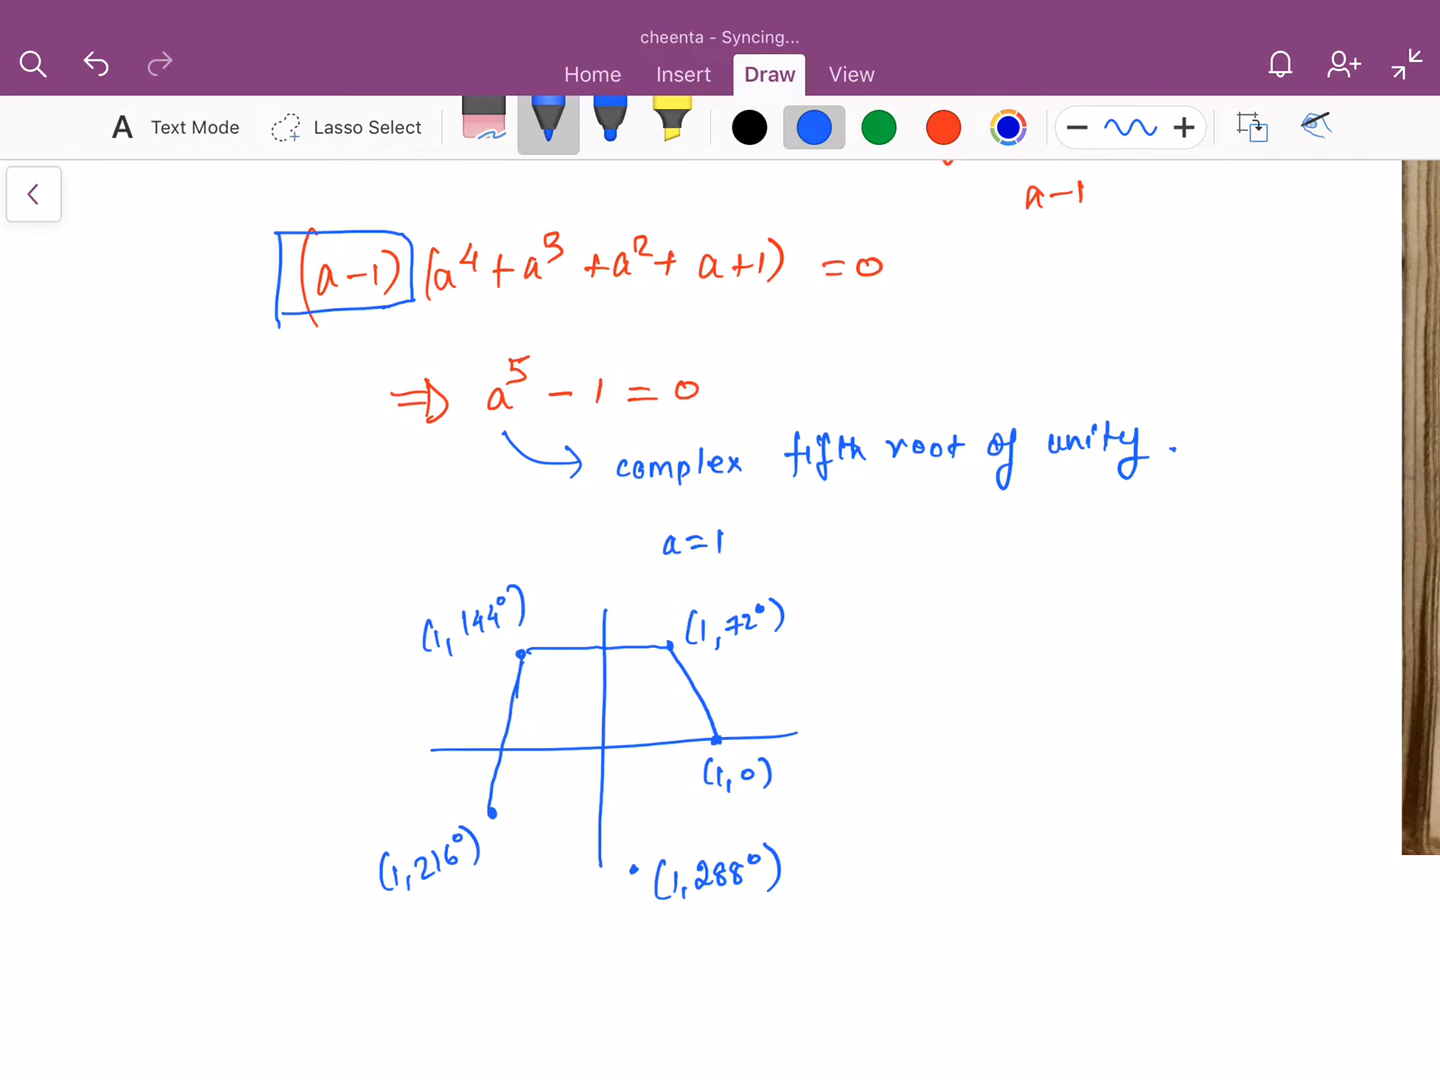 cheenta - Syncing...
Home Insert Draw View
A Text Mode Lasso Select
a-1
(a-1) (a⁴ + a³ + a² + a + 1) = 0
⇒ a⁵ - 1 = 0
complex fifth root of unity.
a = 1
(1, 144°) (1, 72°)
(1, 0)
(1, 216°) (1, 288°)